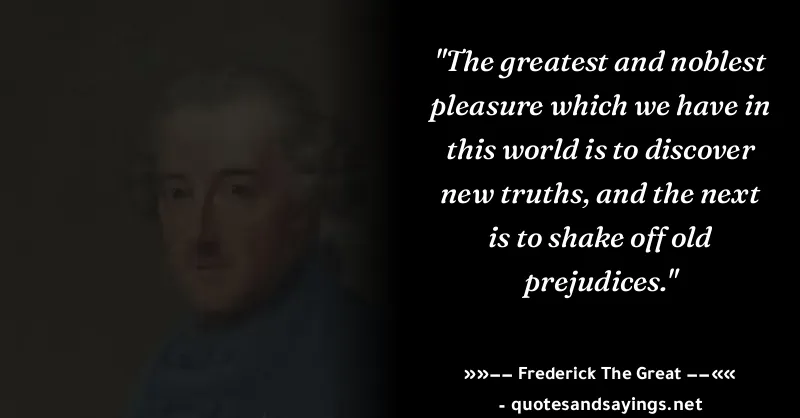 "The greatest and noblest
pleasure which we have in
this world is to discover
new truths, and the next
is to shake off old
prejudices."
»»–– Frederick The Great ––««
- quotesandsayings.net